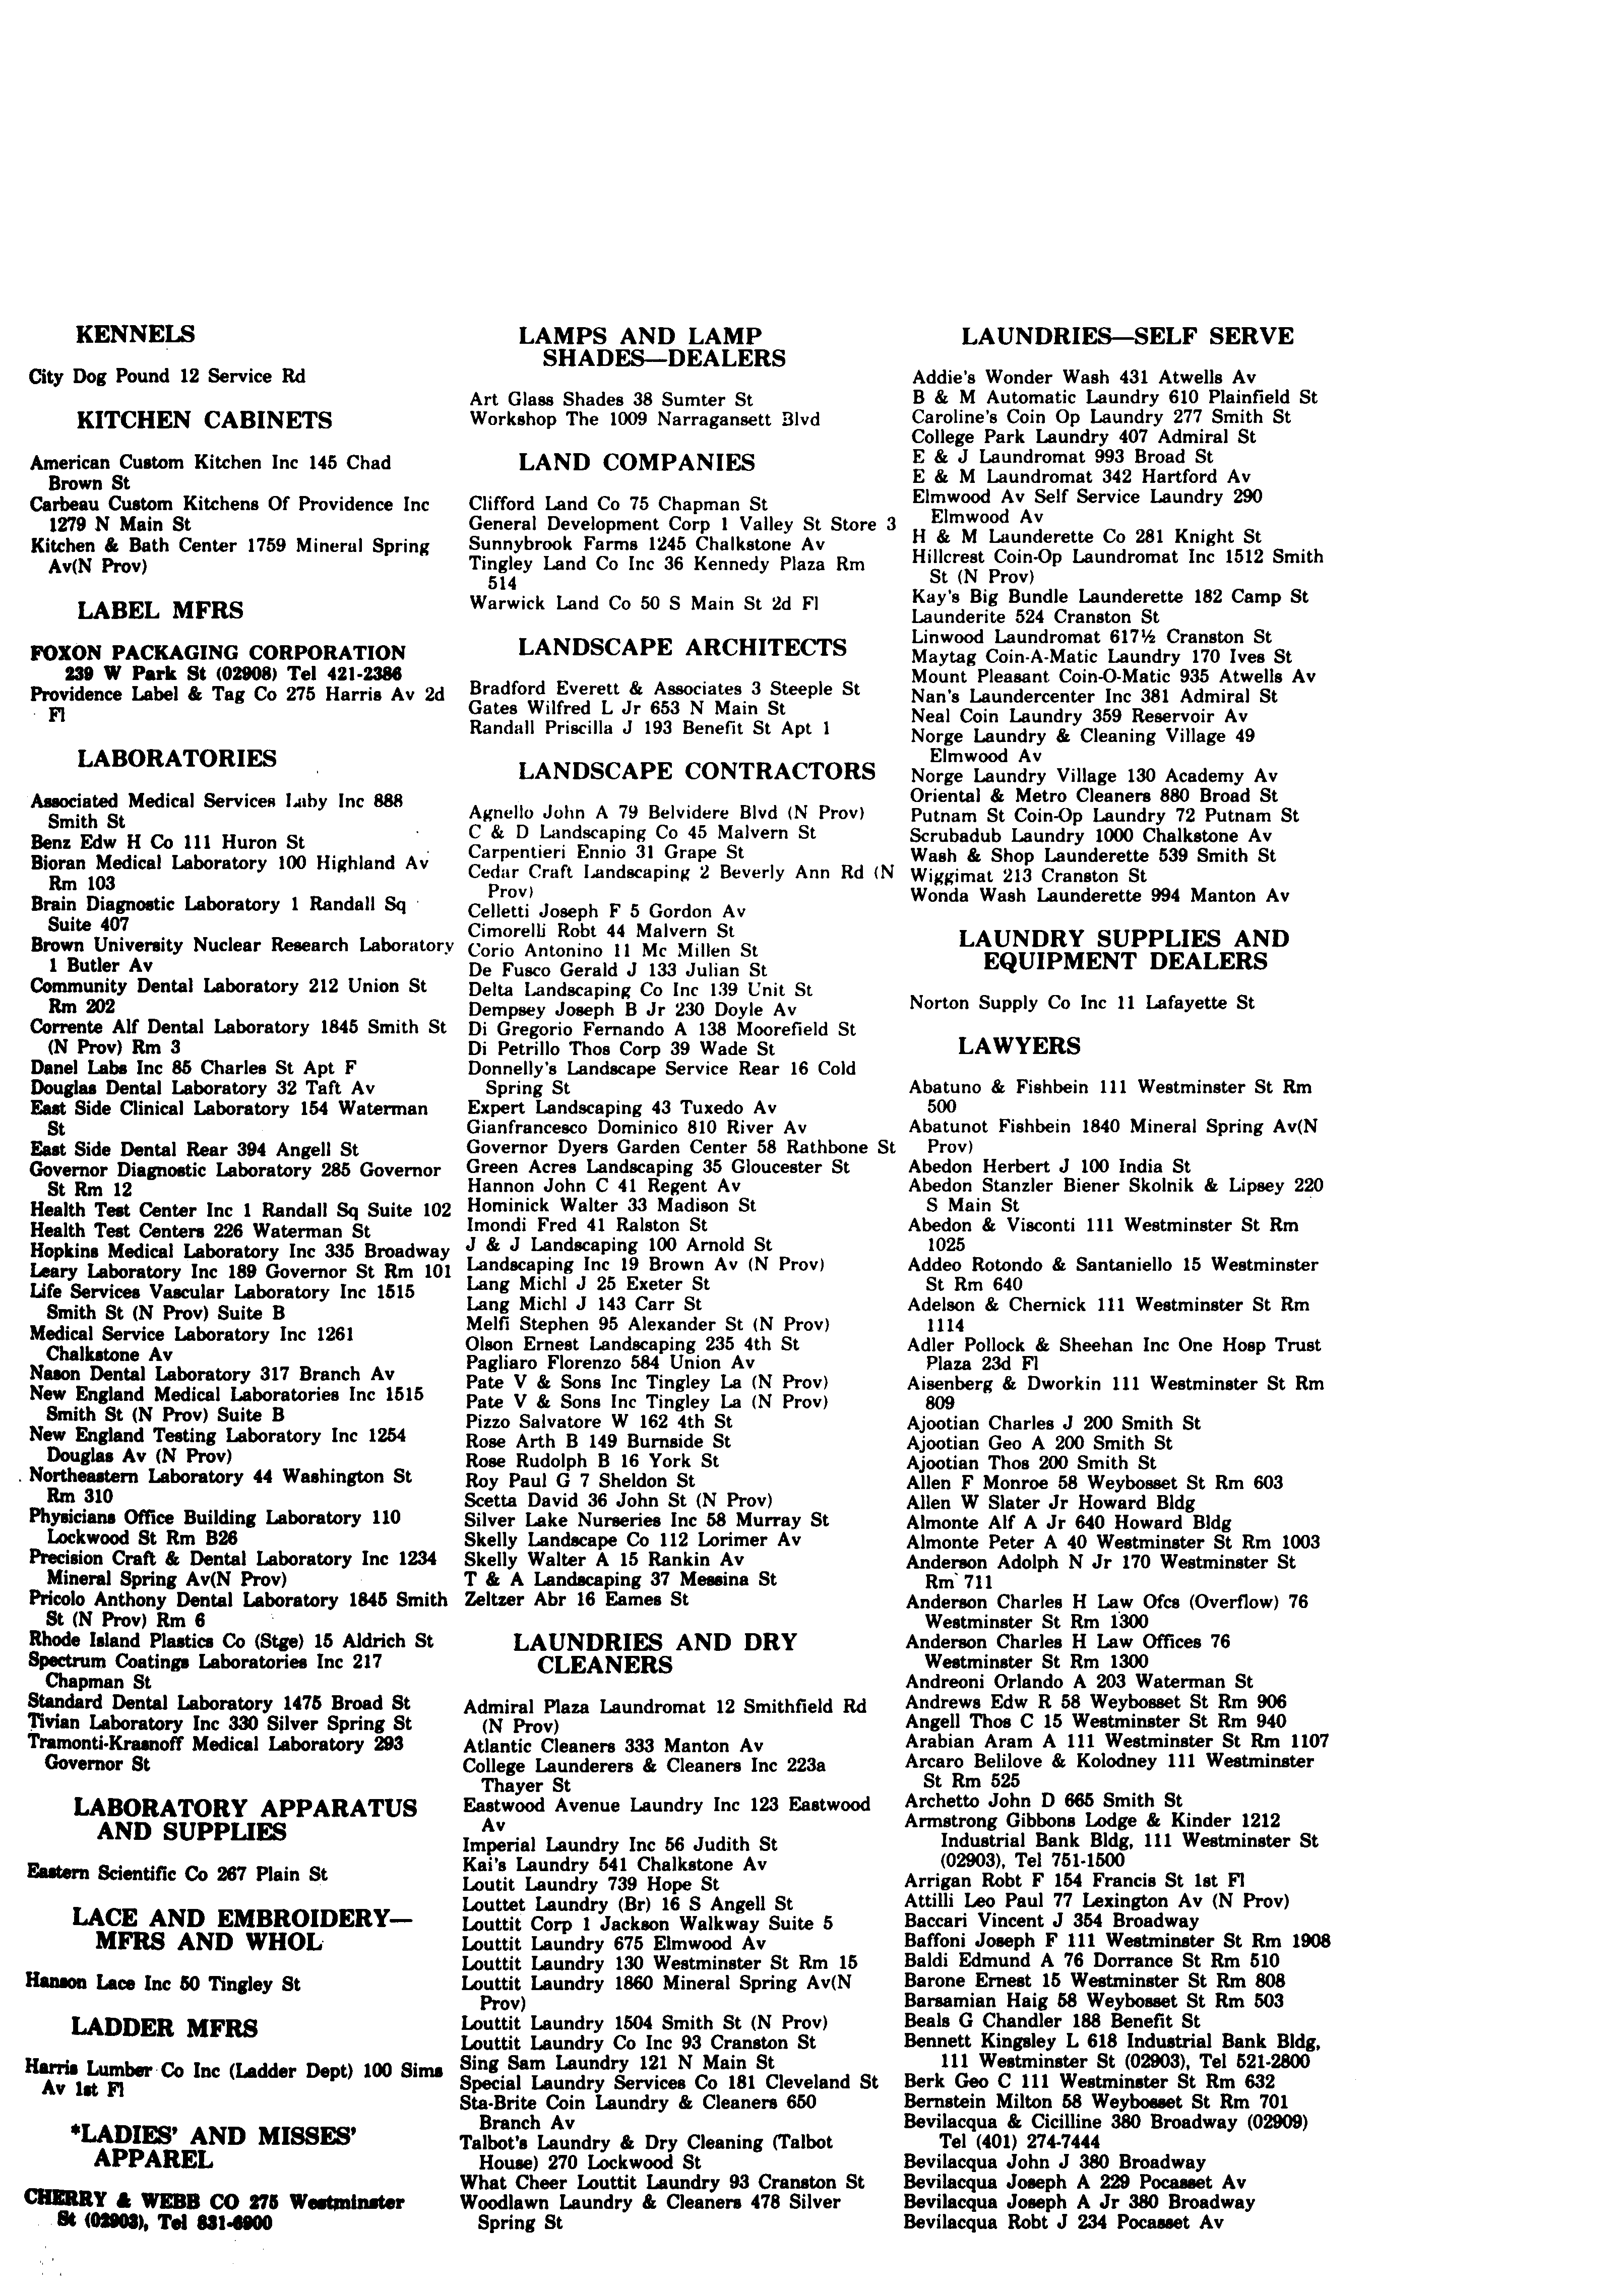 KENNELS
City Dog Pound 12 Service Rd
KITCHEN CABINETS
American Custom Kitchen Inc 145 Chad
Brown St
Carbeau Custom Kitchens Of Providence Inc
1279 N Main St
Kitchen & Bath Center 1759 Mineral Spring
Av(N Prov)
LABEL MFRS
FOXON PACKAGING CORPORATION
239 W Park St (02908) Tel 421-2386
Providence Label & Tag Co 275 Harris Av 2d
Fl
LABORATORIES
Associated Medical Services Laby Inc 888
Smith St
Benz Edw H Co 111 Huron St
Bioran Medical Laboratory 100 Highland Av
Rm 103
Brain Diagnostic Laboratory 1 Randall Sq
Suite 407
Brown University Nuclear Research Laboratory
1 Butler Av
Community Dental Laboratory 212 Union St
Rm 202
Corrente Alf Dental Laboratory 1845 Smith St
(N Prov) Rm 3
Danel Labs Inc 85 Charles St Apt F
Douglas Dental Laboratory 32 Taft Av
East Side Clinical Laboratory 154 Waterman
St
East Side Dental Rear 394 Angell St
Governor Diagnostic Laboratory 285 Governor
St Rm 12
Health Test Center Inc 1 Randall Sq Suite 102
Health Test Centers 226 Waterman St
Hopkins Medical Laboratory Inc 335 Broadway
Leary Laboratory Inc 189 Governor St Rm 101
Life Services Vascular Laboratory Inc 1515
Smith St (N Prov) Suite B
Medical Service Laboratory Inc 1261
Chalkstone Av
Nason Dental Laboratory 317 Branch Av
New England Medical Laboratories Inc 1515
Smith St (N Prov) Suite B
New England Testing Laboratory Inc 1254
Douglas Av (N Prov)
Northeastern Laboratory 44 Washington St
Rm 310
Physicians Office Building Laboratory 110
Lockwood St Rm B26
Precision Craft & Dental Laboratory Inc 1234
Mineral Spring Av(N Prov)
Pricolo Anthony Dental Laboratory 1845 Smith
St (N Prov) Rm 6
Rhode Island Plastics Co (Stge) 15 Aldrich St
Spectrum Coatings Laboratories Inc 217
Chapman St
Standard Dental Laboratory 1475 Broad St
Tivian Laboratory Inc 330 Silver Spring St
Tramonti-Krasnoff Medical Laboratory 293
Governor St
LABORATORY APPARATUS
AND SUPPLIES
Eastern Scientific Co 267 Plain St
LACE AND EMBROIDERY—
MFRS AND WHOL
Hanson Lace Inc 50 Tingley St
LADDER MFRS
Harris Lumber Co Inc (Ladder Dept) 100 Sims
Av 1st Fl
*LADIES' AND MISSES'
APPAREL
CHERRY & WEBB CO 275 Westminster
St (02903), Tel 831-6900
LAMPS AND LAMP
SHADES—DEALERS
Art Glass Shades 38 Sumter St
Workshop The 1009 Narragansett Blvd
LAND COMPANIES
Clifford Land Co 75 Chapman St
General Development Corp 1 Valley St Store 3
Sunnybrook Farms 1245 Chalkstone Av
Tingley Land Co Inc 36 Kennedy Plaza Rm
514
Warwick Land Co 50 S Main St 2d Fl
LANDSCAPE ARCHITECTS
Bradford Everett & Associates 3 Steeple St
Gates Wilfred L Jr 653 N Main St
Randall Priscilla J 193 Benefit St Apt 1
LANDSCAPE CONTRACTORS
Agnello John A 79 Belvidere Blvd (N Prov)
C & D Landscaping Co 45 Malvern St
Carpentieri Ennio 31 Grape St
Cedar Craft Landscaping 2 Beverly Ann Rd (N
Prov)
Celletti Joseph F 5 Gordon Av
Cimorelli Robt 44 Malvern St
Corio Antonino 11 Mc Millen St
De Fusco Gerald J 133 Julian St
Delta Landscaping Co Inc 139 Unit St
Dempsey Joseph B Jr 230 Doyle Av
Di Gregorio Fernando A 138 Moorefield St
Di Petrillo Thos Corp 39 Wade St
Donnelly's Landscape Service Rear 16 Cold
Spring St
Expert Landscaping 43 Tuxedo Av
Gianfrancesco Dominico 810 River Av
Governor Dyers Garden Center 58 Rathbone St
Green Acres Landscaping 35 Gloucester St
Hannon John C 41 Regent Av
Hominick Walter 33 Madison St
Imondi Fred 41 Ralston St
J & J Landscaping 100 Arnold St
Landscaping Inc 19 Brown Av (N Prov)
Lang Michl J 25 Exeter St
Lang Michl J 143 Carr St
Melfi Stephen 95 Alexander St (N Prov)
Olson Ernest Landscaping 235 4th St
Pagliaro Florenzo 584 Union Av
Pate V & Sons Inc Tingley La (N Prov)
Pate V & Sons Inc Tingley La (N Prov)
Pizzo Salvatore W 162 4th St
Rose Arth B 149 Burnside St
Rose Rudolph B 16 York St
Roy Paul G 7 Sheldon St
Scetta David 36 John St (N Prov)
Silver Lake Nurseries Inc 58 Murray St
Skelly Landscape Co 112 Lorimer Av
Skelly Walter A 15 Rankin Av
T & A Landscaping 37 Messina St
Zeltzer Abr 16 Eames St
LAUNDRIES AND DRY
CLEANERS
Admiral Plaza Laundromat 12 Smithfield Rd
(N Prov)
Atlantic Cleaners 333 Manton Av
College Launderers & Cleaners Inc 223a
Thayer St
Eastwood Avenue Laundry Inc 123 Eastwood
Av
Imperial Laundry Inc 56 Judith St
Kai's Laundry 541 Chalkstone Av
Loutit Laundry 739 Hope St
Louttet Laundry (Br) 16 S Angell St
Louttit Corp 1 Jackson Walkway Suite 5
Louttit Laundry 675 Elmwood Av
Louttit Laundry 130 Westminster St Rm 15
Louttit Laundry 1860 Mineral Spring Av(N
Prov)
Louttit Laundry 1504 Smith St (N Prov)
Louttit Laundry Co Inc 93 Cranston St
Sing Sam Laundry 121 N Main St
Special Laundry Services Co 181 Cleveland St
Sta-Brite Coin Laundry & Cleaners 650
Branch Av
Talbot's Laundry & Dry Cleaning (Talbot
House) 270 Lockwood St
What Cheer Louttit Laundry 93 Cranston St
Woodlawn Laundry & Cleaners 478 Silver
Spring St
LAUNDRIES—SELF SERVE
Addie's Wonder Wash 431 Atwells Av
B & M Automatic Laundry 610 Plainfield St
Caroline's Coin Op Laundry 277 Smith St
College Park Laundry 407 Admiral St
E & J Laundromat 993 Broad St
E & M Laundromat 342 Hartford Av
Elmwood Av Self Service Laundry 290
Elmwood Av
H & M Launderette Co 281 Knight St
Hillcrest Coin-Op Laundromat Inc 1512 Smith
St (N Prov)
Kay's Big Bundle Launderette 182 Camp St
Launderite 524 Cranston St
Linwood Laundromat 617½ Cranston St
Maytag Coin-A-Matic Laundry 170 Ives St
Mount Pleasant Coin-O-Matic 935 Atwells Av
Nan's Laundercenter Inc 381 Admiral St
Neal Coin Laundry 359 Reservoir Av
Norge Laundry & Cleaning Village 49
Elmwood Av
Norge Laundry Village 130 Academy Av
Oriental & Metro Cleaners 880 Broad St
Putnam St Coin-Op Laundry 72 Putnam St
Scrubadub Laundry 1000 Chalkstone Av
Wash & Shop Launderette 539 Smith St
Wiggimat 213 Cranston St
Wonda Wash Launderette 994 Manton Av
LAUNDRY SUPPLIES AND
EQUIPMENT DEALERS
Norton Supply Co Inc 11 Lafayette St
LAWYERS
Abatuno & Fishbein 111 Westminster St Rm
500
Abatunot Fishbein 1840 Mineral Spring Av(N
Prov)
Abedon Herbert J 100 India St
Abedon Stanzler Biener Skolnik & Lipsey 220
S Main St
Abedon & Visconti 111 Westminster St Rm
1025
Addeo Rotondo & Santaniello 15 Westminster
St Rm 640
Adelson & Chernick 111 Westminster St Rm
1114
Adler Pollock & Sheehan Inc One Hosp Trust
Plaza 23d Fl
Aisenberg & Dworkin 111 Westminster St Rm
809
Ajootian Charles J 200 Smith St
Ajootian Geo A 200 Smith St
Ajootian Thos 200 Smith St
Allen F Monroe 58 Weybosset St Rm 603
Allen W Slater Jr Howard Bldg
Almonte Alf A Jr 640 Howard Bldg
Almonte Peter A 40 Westminster St Rm 1003
Anderson Adolph N Jr 170 Westminster St
Rm 711
Anderson Charles H Law Ofcs (Overflow) 76
Westminster St Rm 1300
Anderson Charles H Law Offices 76
Westminster St Rm 1300
Andreoni Orlando A 203 Waterman St
Andrews Edw R 58 Weybosset St Rm 906
Angell Thos C 15 Westminster St Rm 940
Arabian Aram A 111 Westminster St Rm 1107
Arcaro Belilove & Kolodney 111 Westminster
St Rm 525
Archetto John D 665 Smith St
Armstrong Gibbons Lodge & Kinder 1212
Industrial Bank Bldg, 111 Westminster St
(02903), Tel 751-1500
Arrigan Robt F 154 Francis St 1st Fl
Attilli Leo Paul 77 Lexington Av (N Prov)
Baccari Vincent J 354 Broadway
Baffoni Joseph F 111 Westminster St Rm 1908
Baldi Edmund A 76 Dorrance St Rm 510
Barone Ernest 15 Westminster St Rm 808
Barsamian Haig 58 Weybosset St Rm 503
Beals G Chandler 188 Benefit St
Bennett Kingsley L 618 Industrial Bank Bldg,
111 Westminster St (02903), Tel 521-2800
Berk Geo C 111 Westminster St Rm 632
Bernstein Milton 58 Weybosset St Rm 701
Bevilacqua & Cicilline 380 Broadway (02909)
Tel (401) 274-7444
Bevilacqua John J 380 Broadway
Bevilacqua Joseph A 229 Pocasset Av
Bevilacqua Joseph A Jr 380 Broadway
Bevilacqua Robt J 234 Pocasset Av